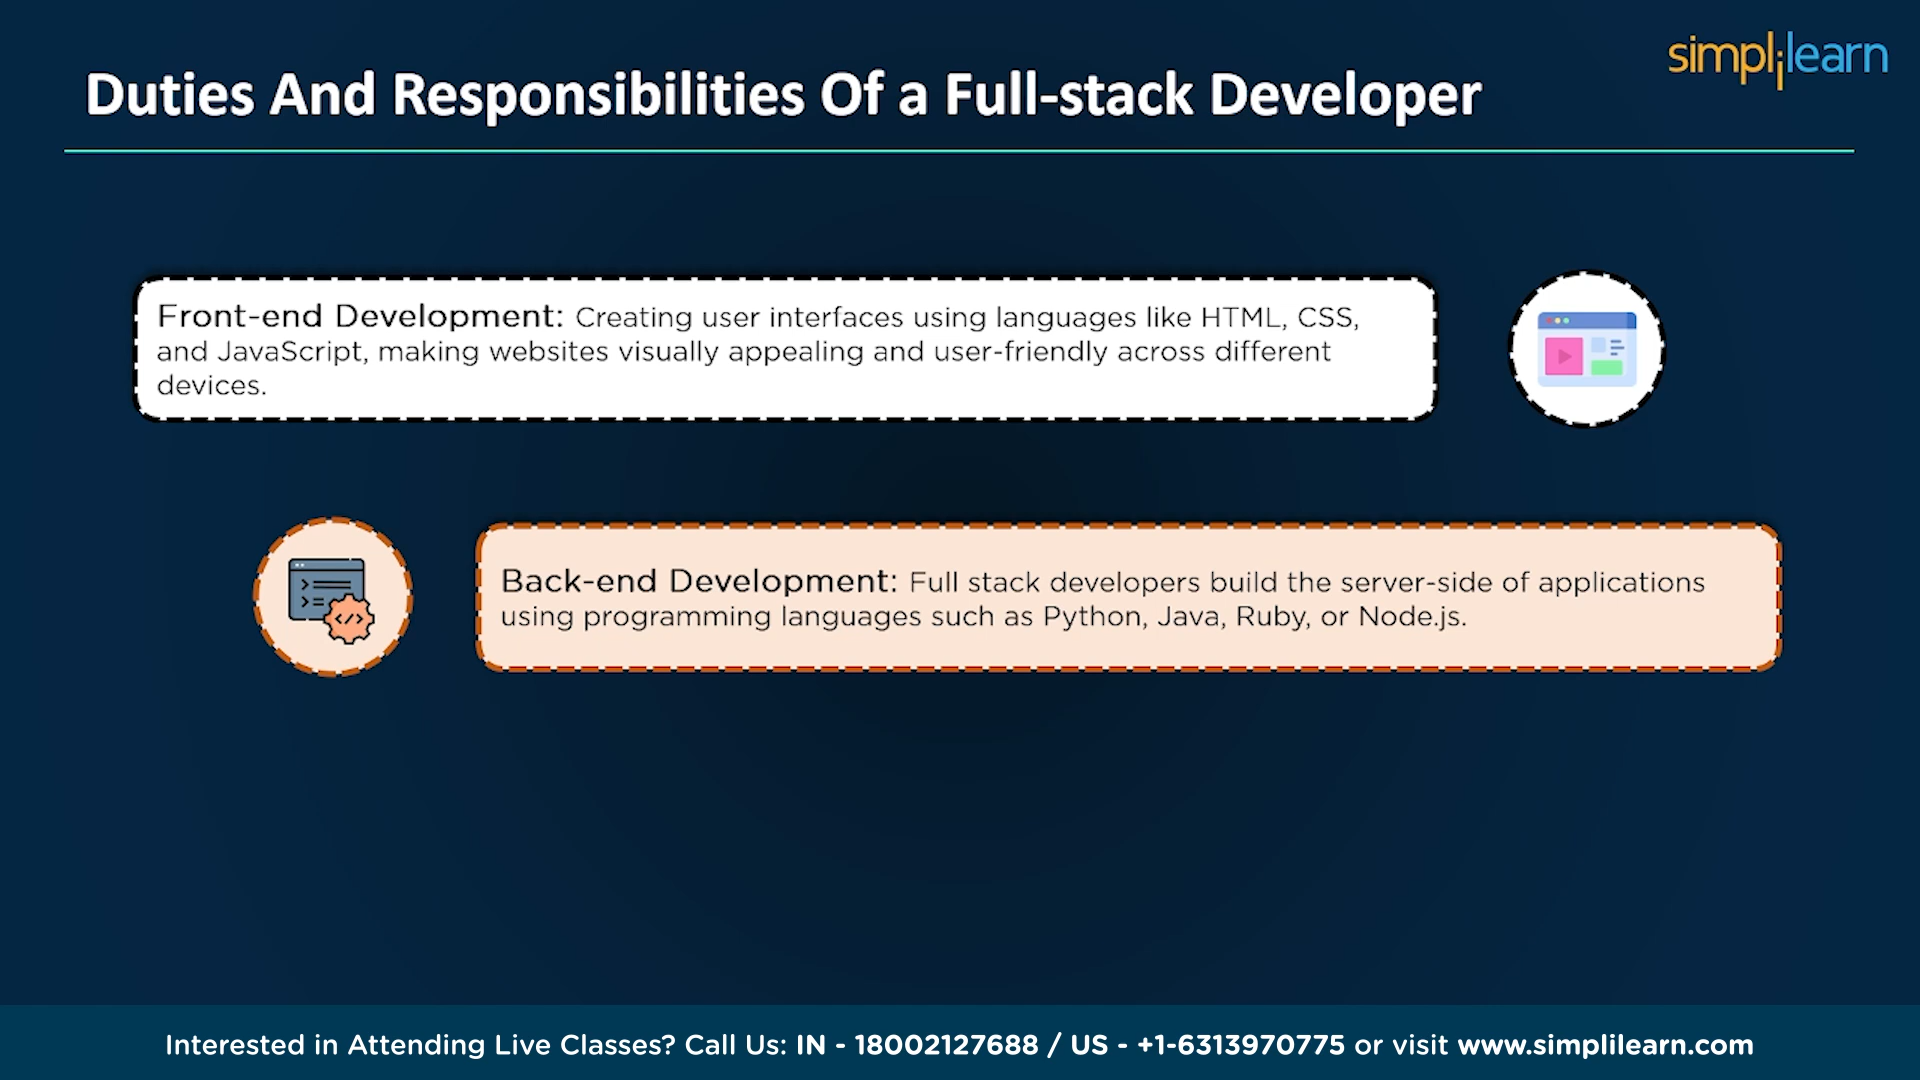 simplilearn
Duties And Responsibilities Of a Full-stack Developer
Front-end Development: Creating user interfaces using languages like HTML, CSS,
and JavaScript, making websites visually appealing and user-friendly across different
devices.
Back-end Development: Full stack developers build the server-side of applications
using programming languages such as Python, Java, Ruby, or Node.js.
Interested in Attending Live Classes? Call Us: IN - 18002127688 / US - +1-6313970775 or visit www.simplilearn.com